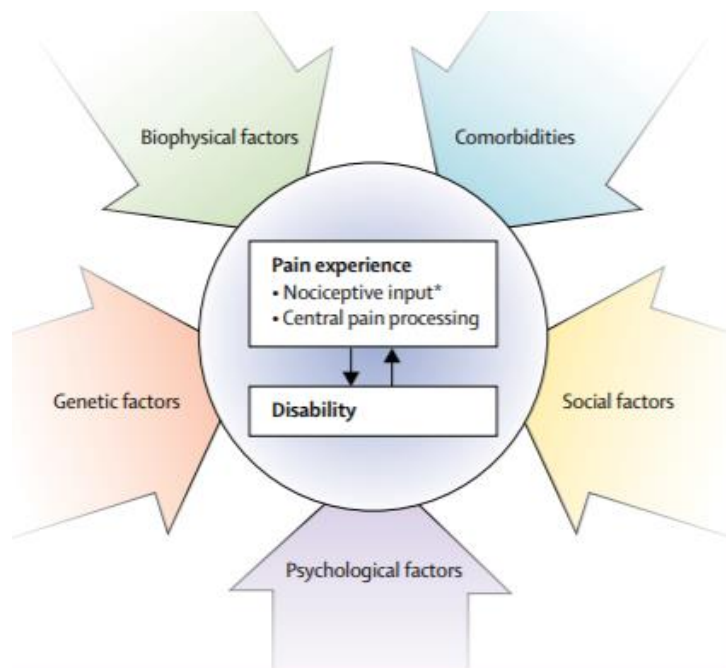 Biophysical factors
Comorbidities
Pain experience
• Nociceptive input*
• Central pain processing
Disability
Genetic factors
Social factors
Psychological factors